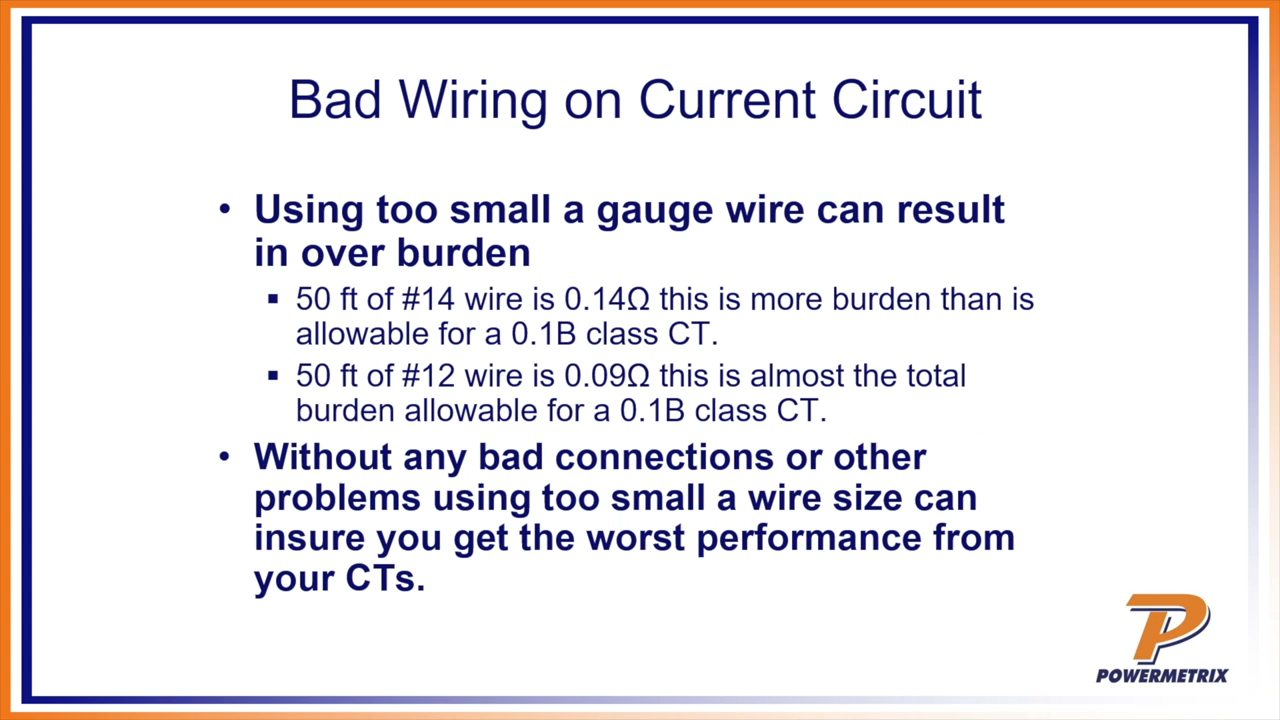 Bad Wiring on Current Circuit
• Using too small a gauge wire can result
in over burden
▪ 50 ft of #14 wire is 0.14Ω this is more burden than is
allowable for a 0.1B class CT.
▪ 50 ft of #12 wire is 0.09Ω this is almost the total
burden allowable for a 0.1B class CT.
• Without any bad connections or other
problems using too small a wire size can
insure you get the worst performance from
your CTs.
P
POWERMETRIX